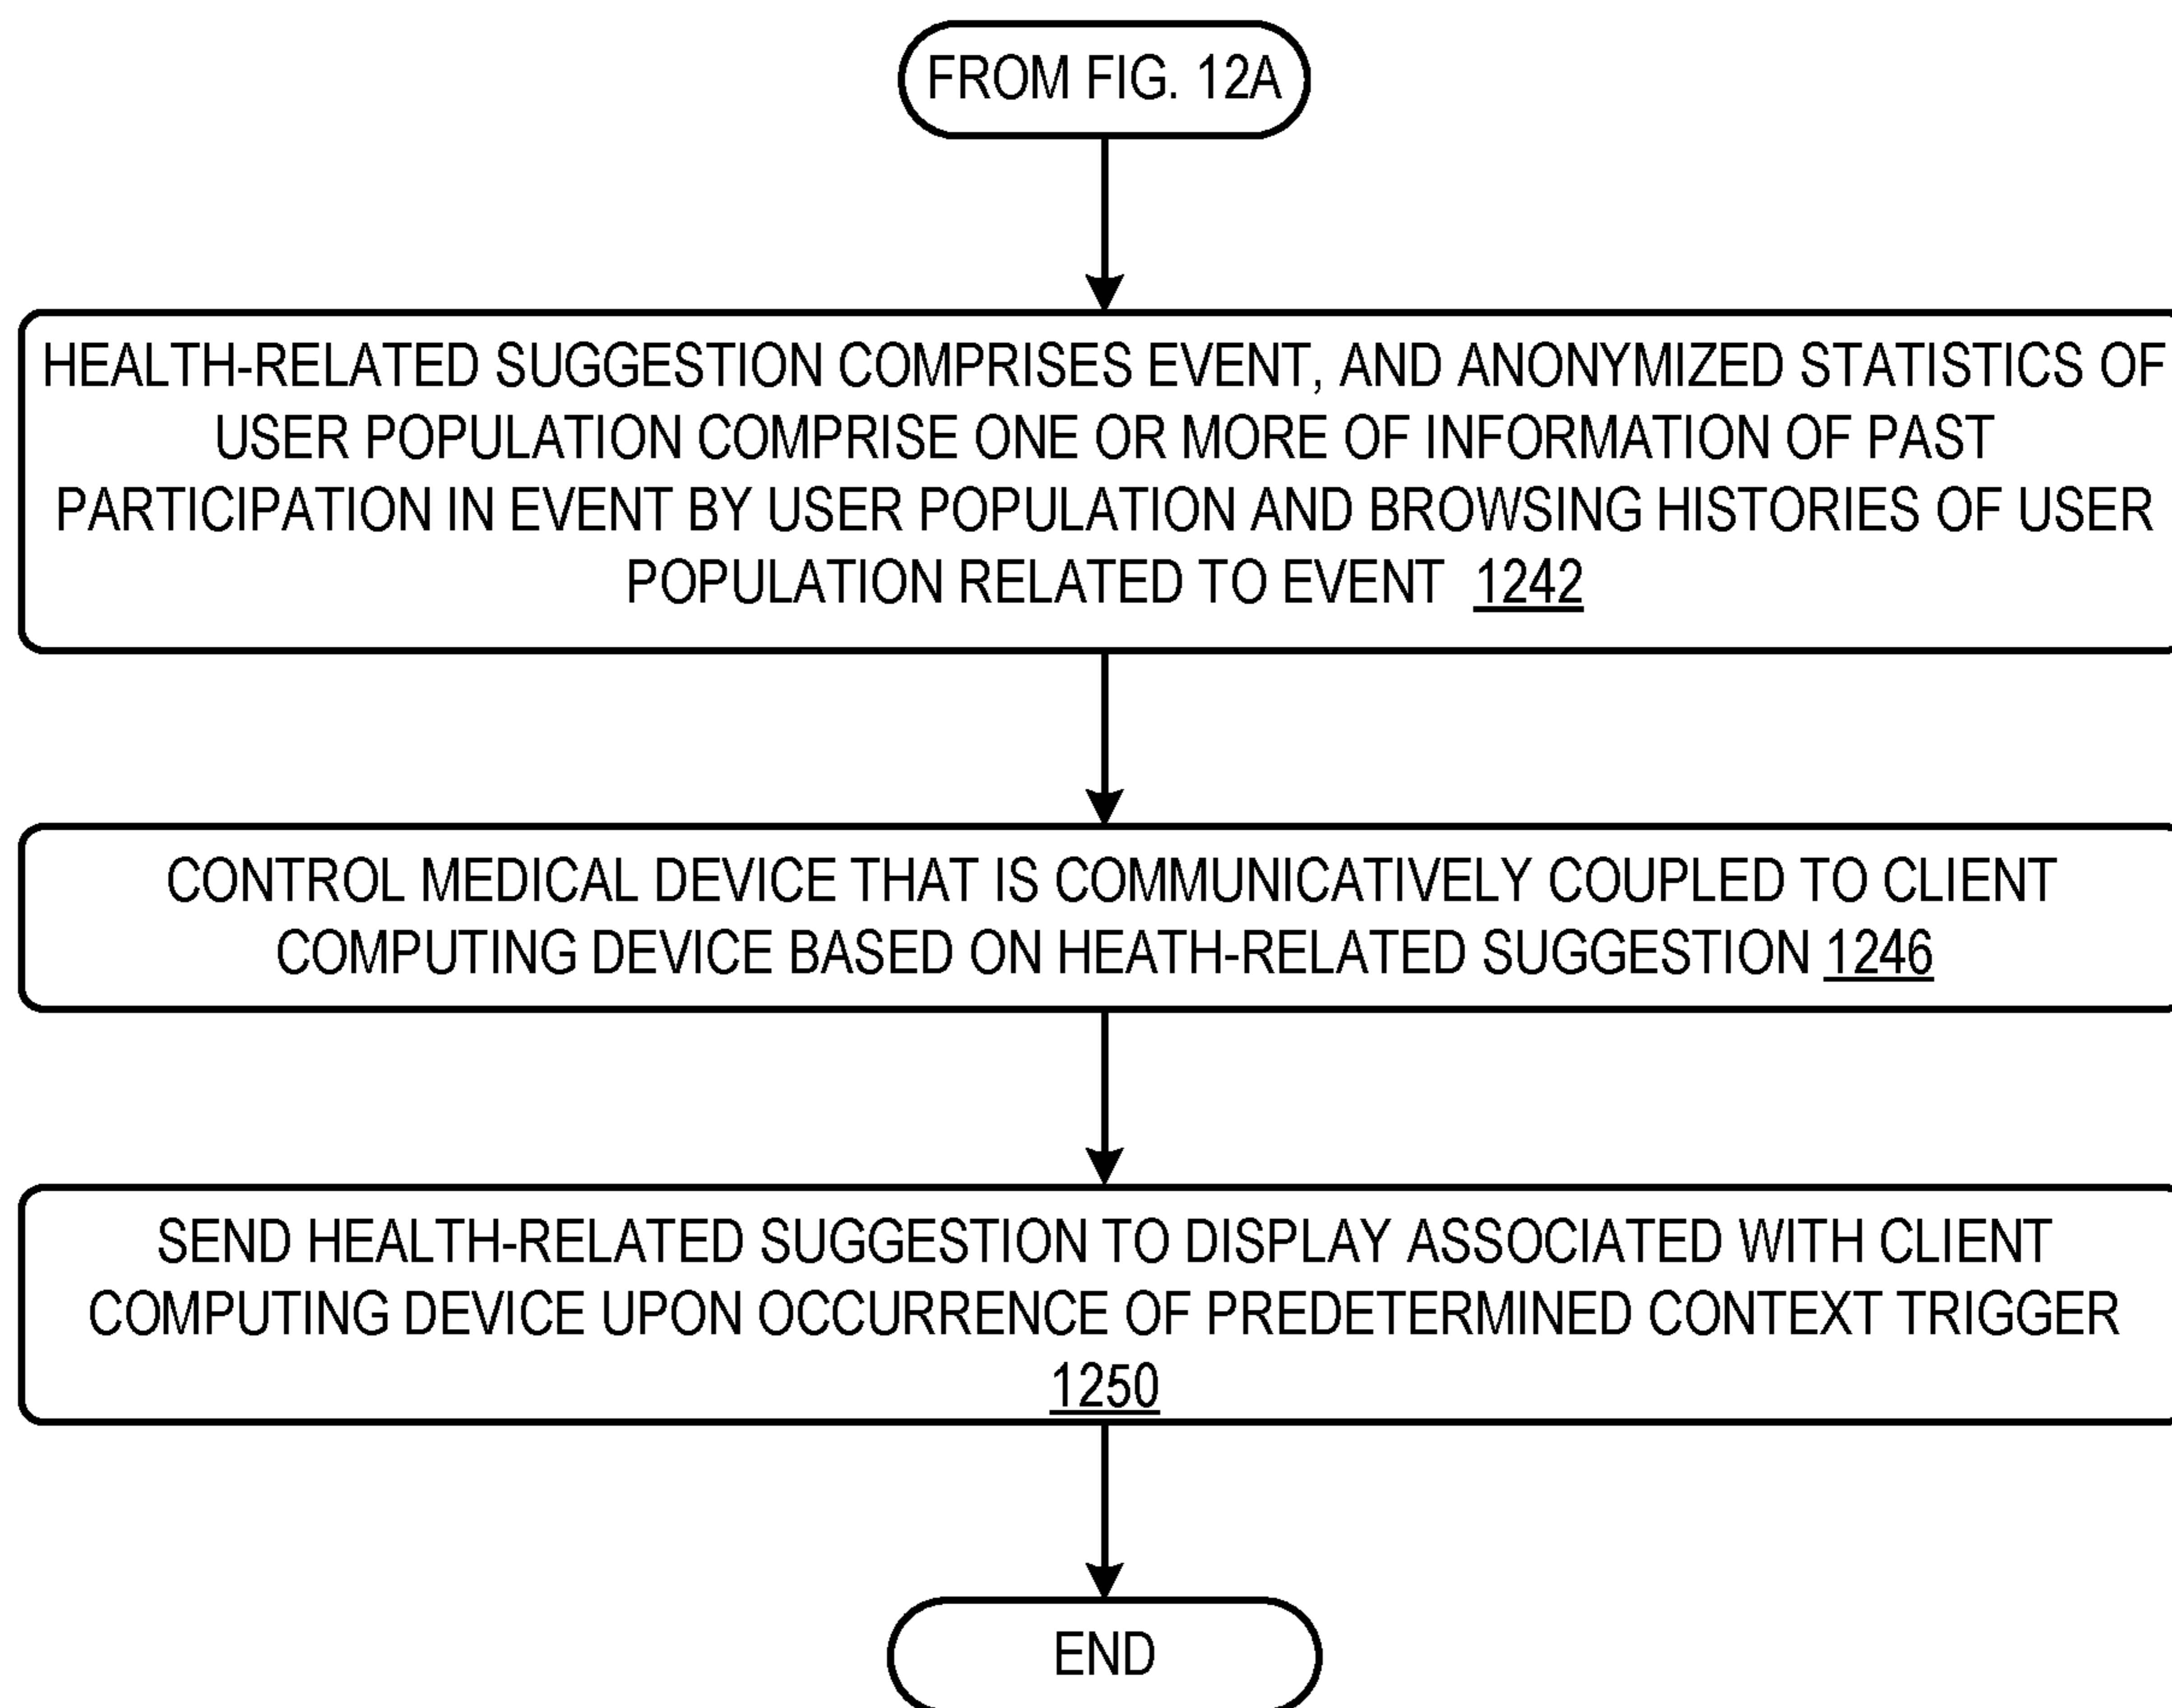 FROM FIG. 12A
HEALTH-RELATED SUGGESTION COMPRISES EVENT, AND ANONYMIZED STATISTICS OF
USER POPULATION COMPRISE ONE OR MORE OF INFORMATION OF PAST
PARTICIPATION IN EVENT BY USER POPULATION AND BROWSING HISTORIES OF USER
POPULATION RELATED TO EVENT 1242
CONTROL MEDICAL DEVICE THAT IS COMMUNICATIVELY COUPLED TO CLIENT
COMPUTING DEVICE BASED ON HEATH-RELATED SUGGESTION 1246
SEND HEALTH-RELATED SUGGESTION TO DISPLAY ASSOCIATED WITH CLIENT
COMPUTING DEVICE UPON OCCURRENCE OF PREDETERMINED CONTEXT TRIGGER
1250
END